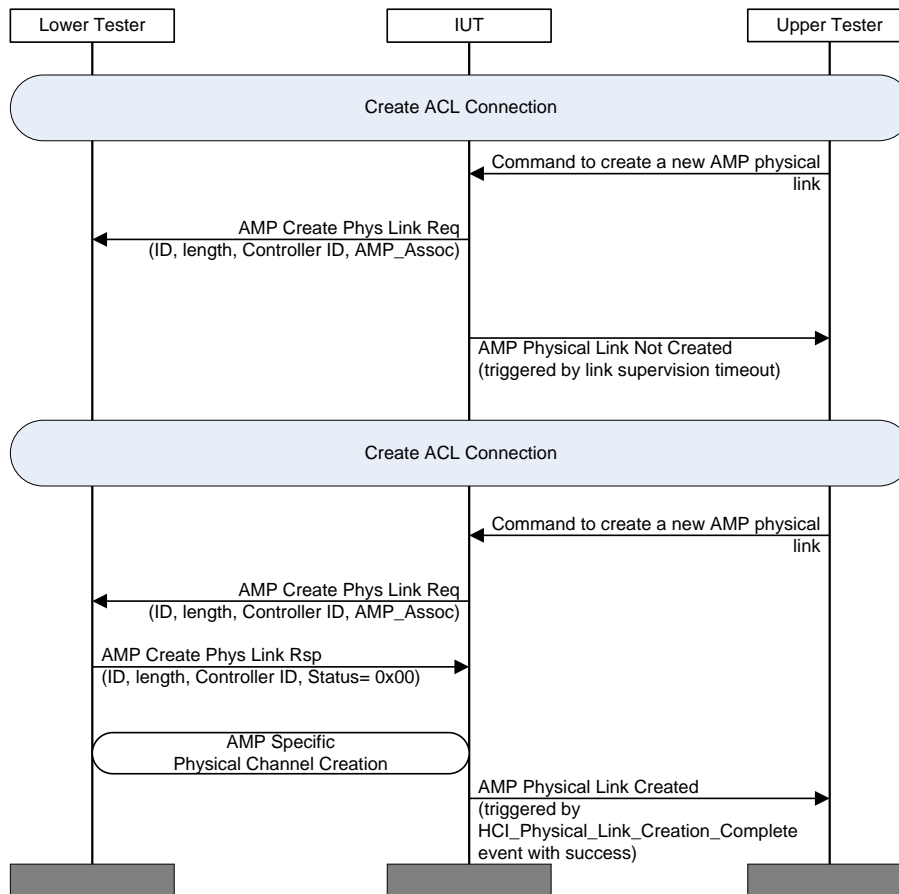 Lower Tester
IUT
Upper Tester
Create ACL Connection
Command to create a new AMP physical
link
AMP Create Phys Link Req
(ID, length, Controller ID, AMP_Assoc)
AMP Physical Link Not Created
(triggered by link supervision timeout)
Create ACL Connection
Command to create a new AMP physical
link
AMP Create Phys Link Req
(ID, length, Controller ID, AMP_Assoc)
AMP Create Phys Link Rsp
(ID, length, Controller ID, Status= 0x00)
AMP Specific
Physical Channel Creation
AMP Physical Link Created
(triggered by
HCI_Physical_Link_Creation_Complete
event with success)